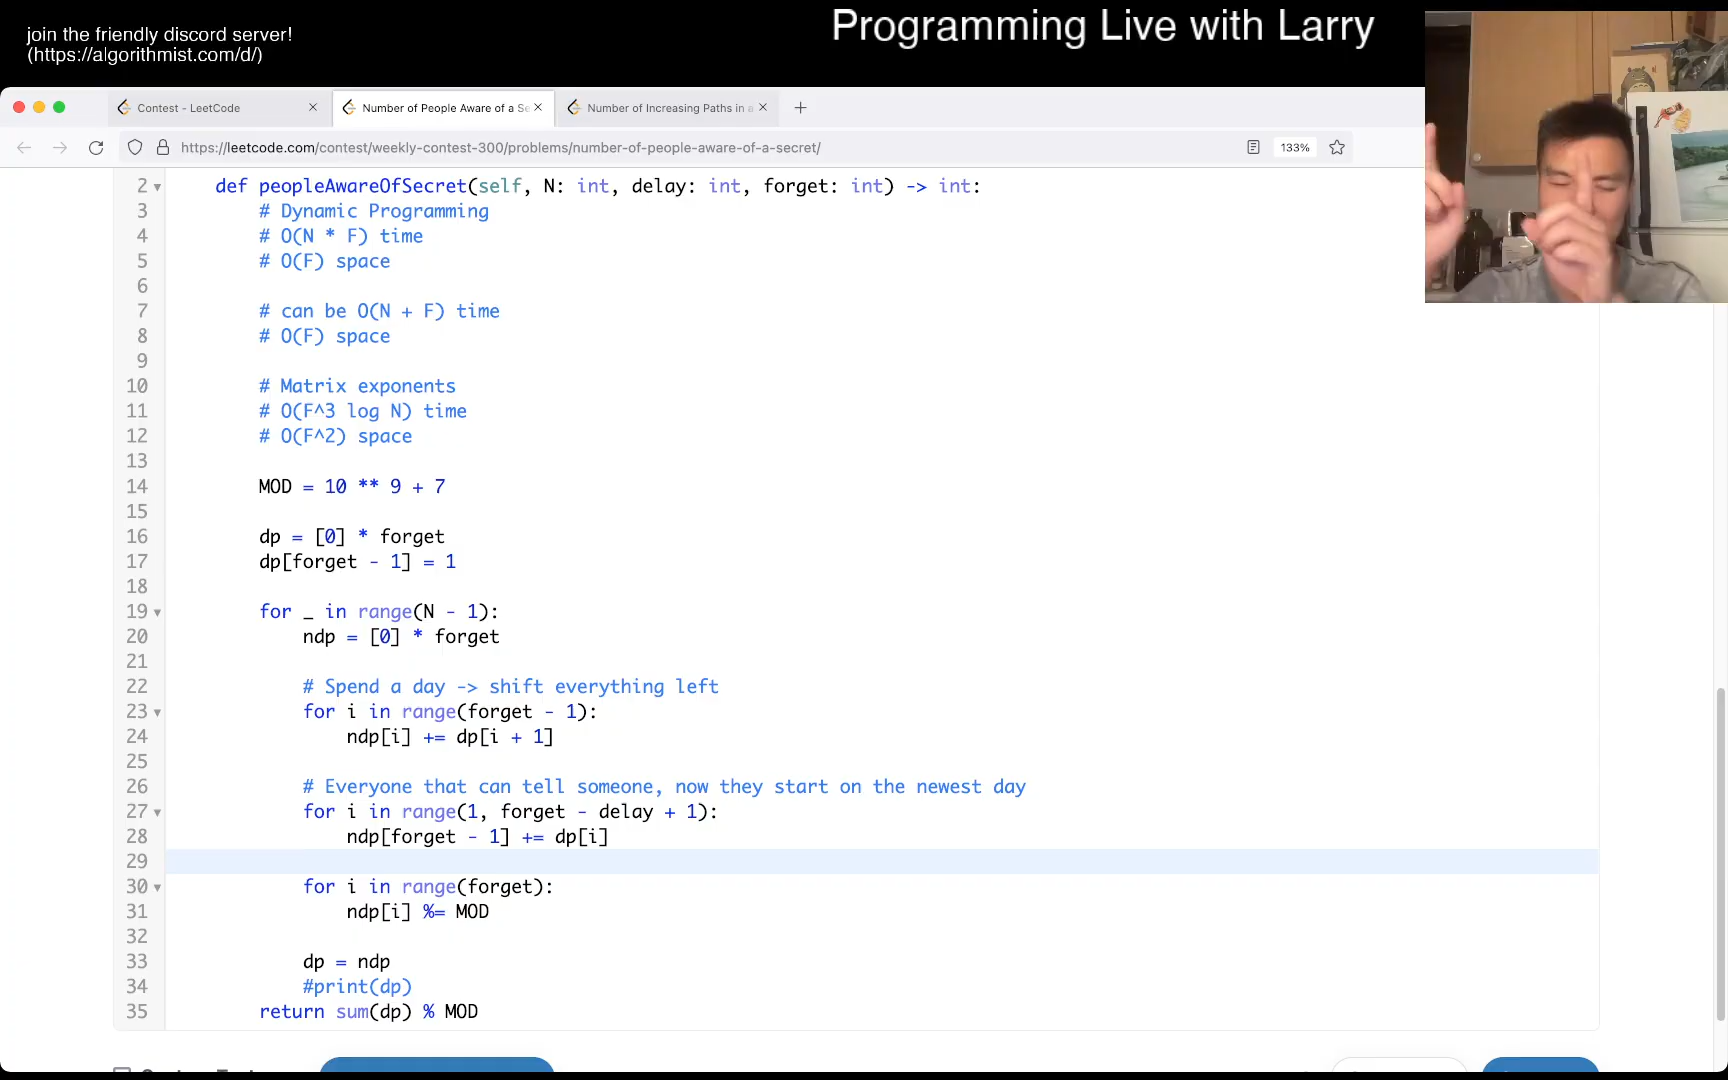 join the friendly discord server!
(https://algorithmist.com/d/)
Programming Live with Larry
Contest - LeetCode
Number of People Aware of a Se
Number of Increasing Paths in a
https://leetcode.com/contest/weekly-contest-300/problems/number-of-people-aware-of-a-secret/
133%
2 def peopleAwareOfSecret(self, N: int, delay: int, forget: int) -> int:
3 # Dynamic Programming
4 # O(N * F) time
5 # O(F) space
6
7 # can be O(N + F) time
8 # O(F) space
9
10 # Matrix exponents
11 # O(F^3 log N) time
12 # O(F^2) space
13
14 MOD = 10 ** 9 + 7
15
16 dp = [0] * forget
17 dp[forget - 1] = 1
18
19 for _ in range(N - 1):
20 ndp = [0] * forget
21
22 # Spend a day -> shift everything left
23 for i in range(forget - 1):
24 ndp[i] += dp[i + 1]
25
26 # Everyone that can tell someone, now they start on the newest day
27 for i in range(1, forget - delay + 1):
28 ndp[forget - 1] += dp[i]
29
30 for i in range(forget):
31 ndp[i] %= MOD
32
33 dp = ndp
34 #print(dp)
35 return sum(dp) % MOD